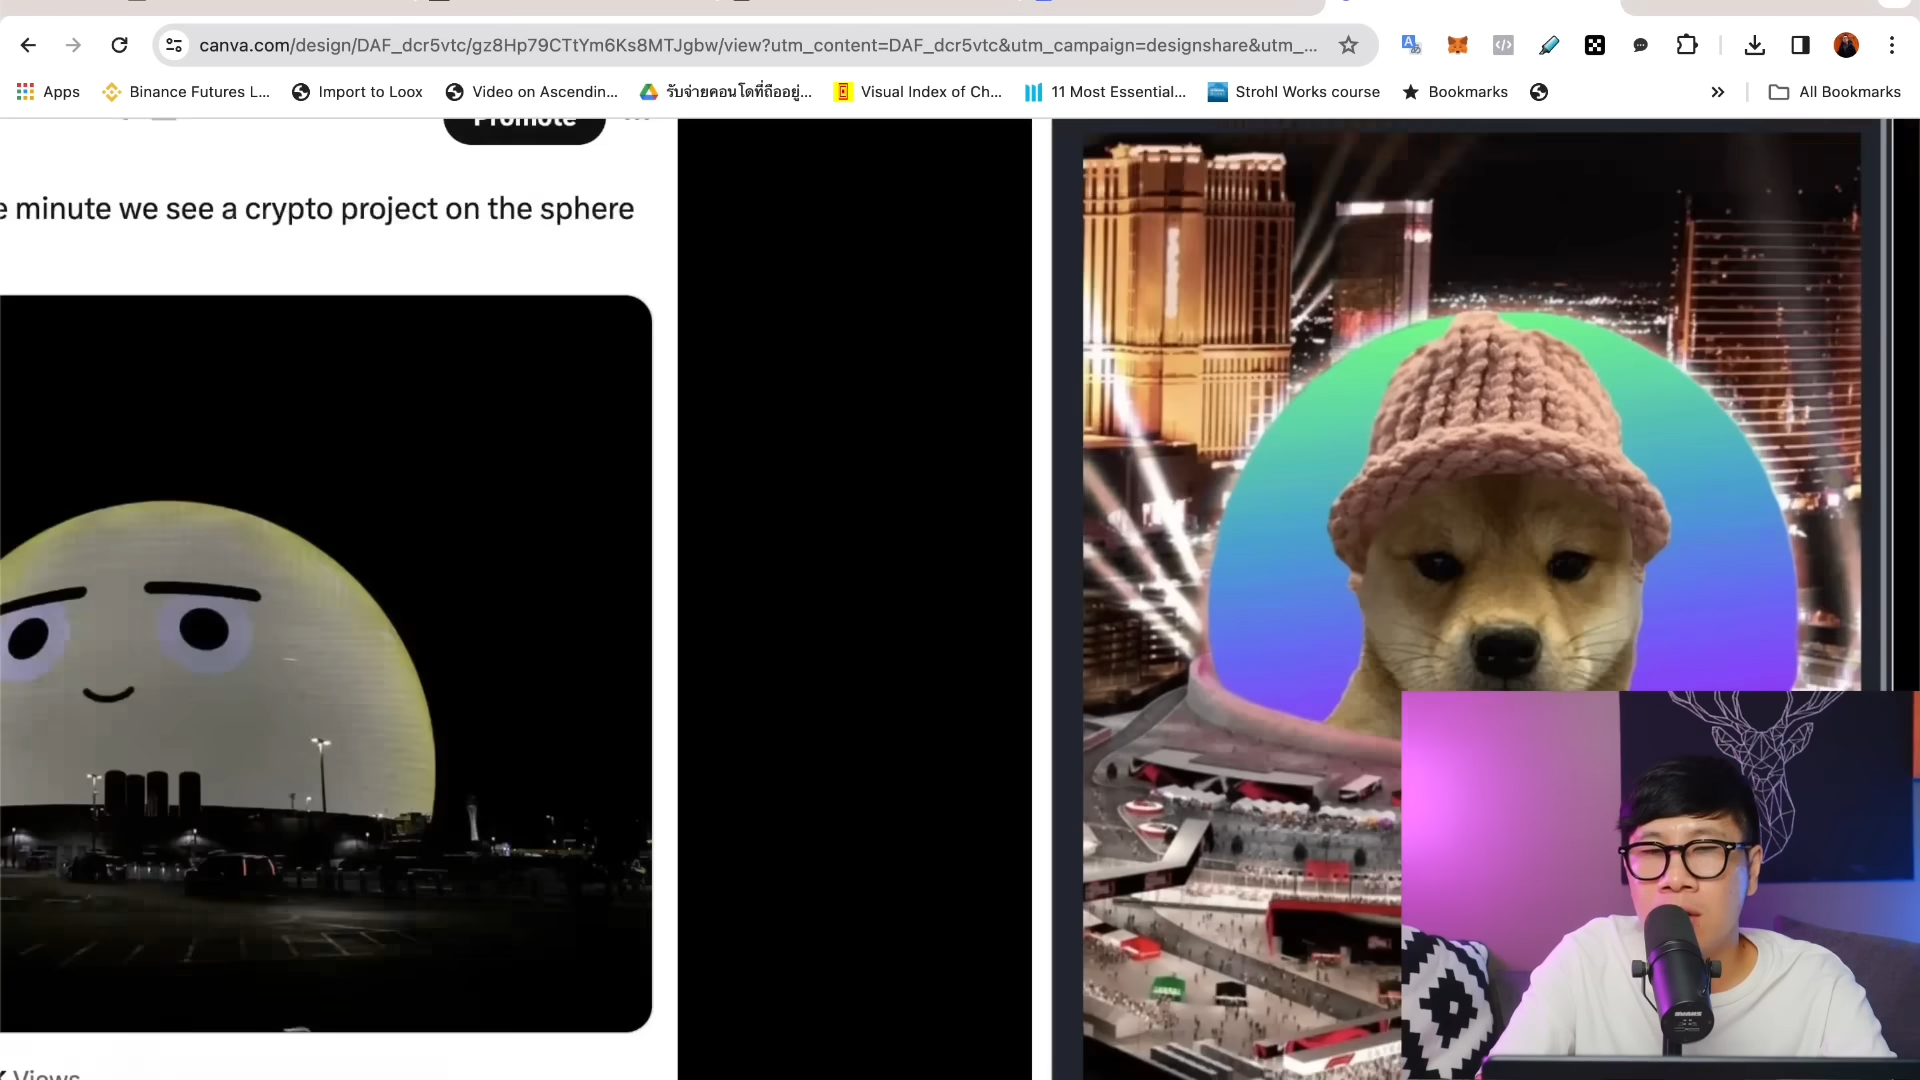 canva.com/design/DAF_dcr5vtc/gz8Hp79CTtYm6Ks8MTJgbw/view?utm_content=DAF_dcr5vtc&utm_campaign=designshare&utm_...
Apps
Binance Futures L...
Import to Loox
Video on Ascendin...
รับจ่ายคอนโดที่ถืออยู่...
Visual Index of Ch...
11 Most Essential...
Strohl Works course
Bookmarks
All Bookmarks
Promote
e minute we see a crypto project on the sphere
Views